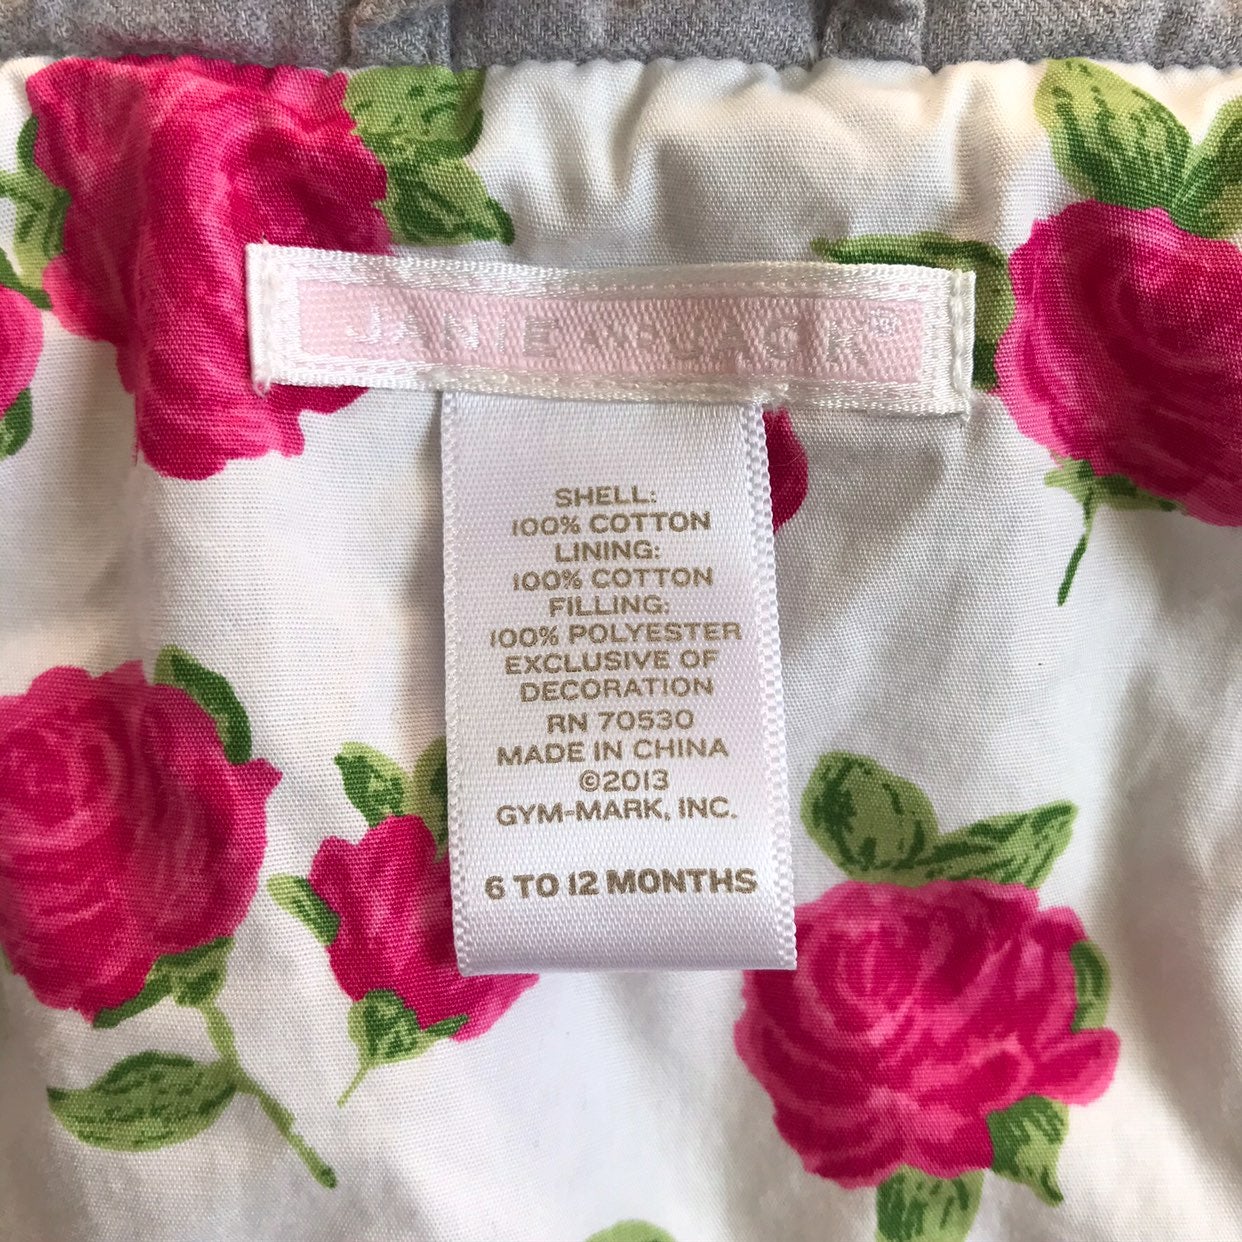 JANIE AND JACK®
SHELL:
100% COTTON
LINING:
100% COTTON
FILLING:
100% POLYESTER
EXCLUSIVE OF
DECORATION
RN 70530
MADE IN CHINA
©2013
GYM-MARK, INC.
6 TO 12 MONTHS